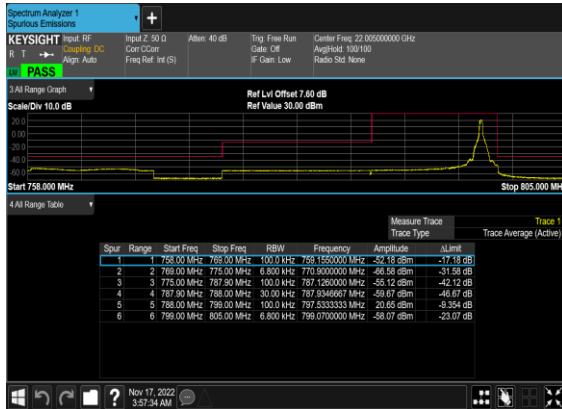 Spectrum Analyzer 1
Spurious Emissions
+
KEYSIGHT Input: RF Input Z: 50 Ω Atten: 40 dB Trig: Free Run Center Freq: 22.005000000 GHz
R T Coupling: DC Corr CCorr Gate: Off Avg|Hold: 100/100
Align: Auto Freq Ref: Int (S) IF Gain: Low Radio Std: None
LU PASS
3 All Range Graph Ref Lvl Offset 7.60 dB
Scale/Div 10.0 dB Ref Value 30.00 dBm
20.0
0.00
-20.0
-40.0
-60.0
Start 758.000 MHz Stop 805.000 MH
4 All Range Table
Measure Trace Trace 1
Trace Type Trace Average (Active)
Spur Range Start Freq Stop Freq RBW Frequency Amplitude ΔLimit
1 1 758.00 MHz 769.00 MHz 100.0 kHz 759.1550000 MHz -52.18 dBm -17.18 dB
2 2 769.00 MHz 775.00 MHz 6.800 kHz 770.9000000 MHz -66.58 dBm -31.58 dB
3 3 775.00 MHz 787.90 MHz 100.0 kHz 787.1260000 MHz -55.12 dBm -42.12 dB
4 4 787.90 MHz 788.00 MHz 30.00 kHz 787.9346667 MHz -59.67 dBm -46.67 dB
5 5 788.00 MHz 799.00 MHz 100.0 kHz 797.5333333 MHz 20.65 dBm -9.354 dB
6 6 799.00 MHz 805.00 MHz 6.800 kHz 799.0700000 MHz -58.07 dBm -23.07 dB
? Nov 17, 2022
3:57:34 AM